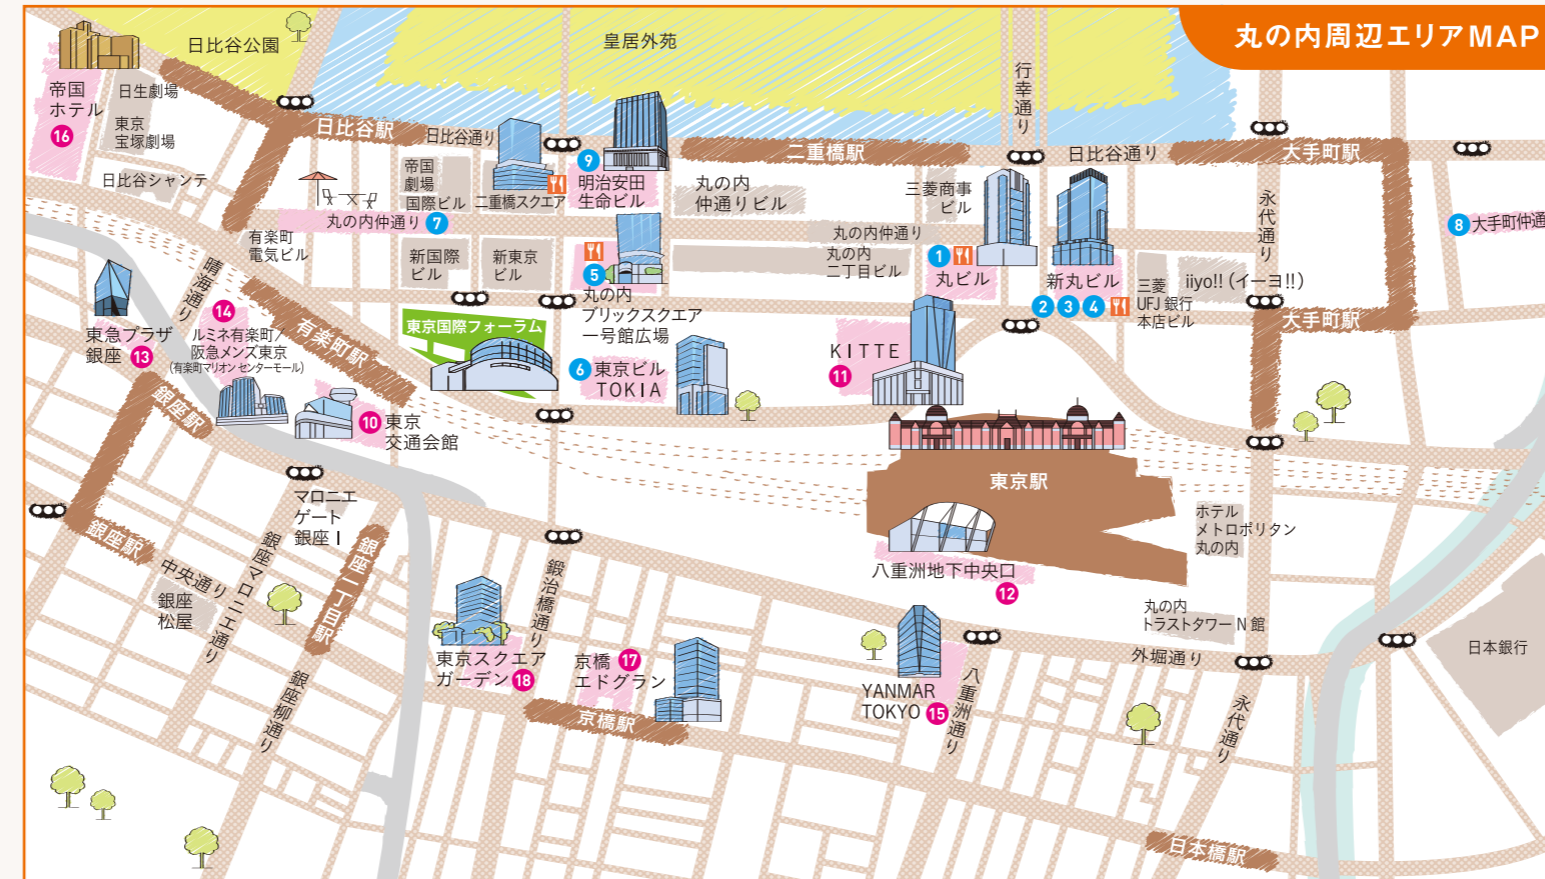 丸の内周辺エリアMAP
日比谷公園
皇居外苑
行幸通り
帝国
ホテル
16
日生劇場
東京
宝塚劇場
日比谷シャンテ
日比谷駅
日比谷通り
帝国
劇場
国際ビル
二重橋スクエア
9
明治安田
生命ビル
二重橋駅
丸の内
仲通りビル
三菱商事
ビル
日比谷通り
大手町駅
永代通り
8 大手町仲通
丸の内仲通り 7
有楽町
電気ビル
新国際
ビル
新東京
ビル
5
丸の内
ブリックスクエア
一号館広場
丸の内仲通り
丸の内
二丁目ビル
1
丸ビル
新丸ビル
2 3 4
三菱
UFJ 銀行
本店ビル
iiyo!! (イーヨ!!)
大手町駅
晴海通り
東急プラザ
銀座 13
14
ルミネ有楽町/
阪急メンズ東京
(有楽町マリオンセンターモール)
有楽町駅
東京国際フォーラム
6 東京ビル
TOKIA
KITTE
11
銀座駅
10 東京
交通会館
東京駅
マロニエ
ゲート
銀座 I
ホテル
メトロポリタン
丸の内
銀座駅
中央通り
銀座
松屋
銀座マロニエ通り
銀座一丁目駅
鍛冶橋通り
八重洲地下中央口
12
丸の内
トラストタワー N 館
外堀通り
日本銀行
東京スクエア
ガーデン 18
京橋 17
エドグラン
京橋駅
銀座柳通り
YANMAR
TOKYO 15
八重洲通り
永代通り
日本橋駅